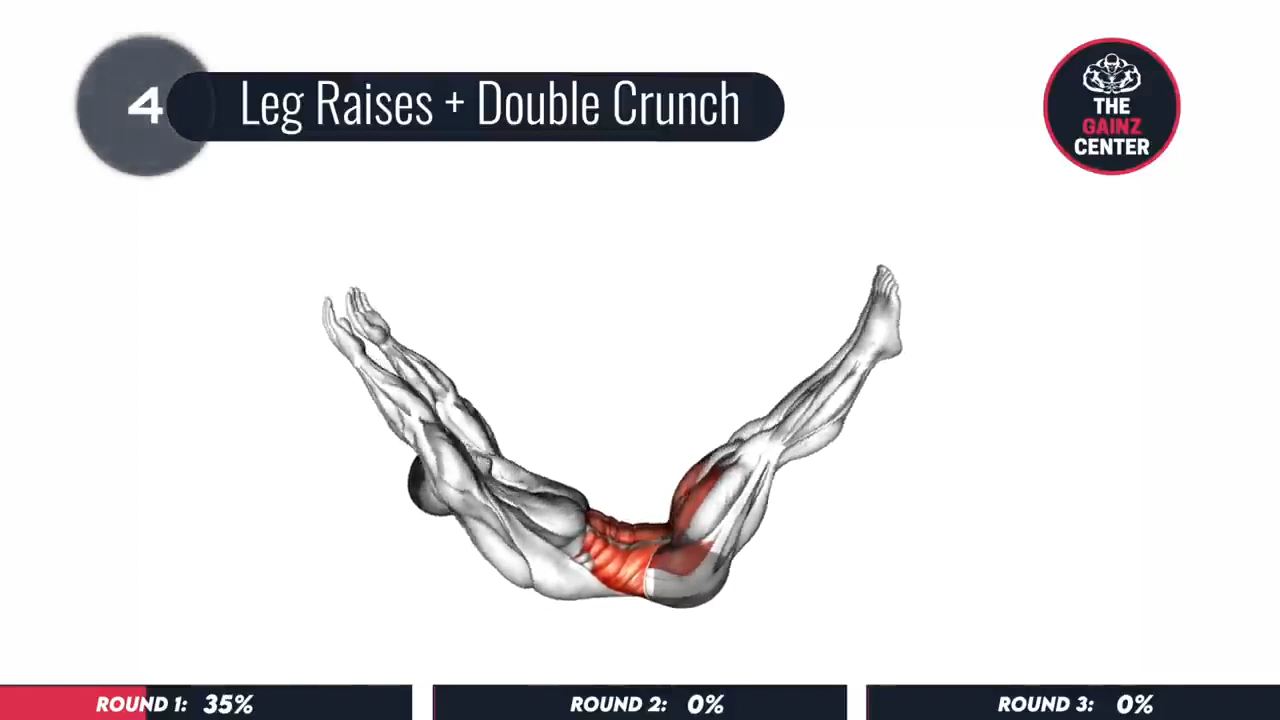 4
Leg Raises + Double Crunch
THE
GAINZ
CENTER
ROUND 1: 35%
ROUND 2: 0%
ROUND 3: 0%